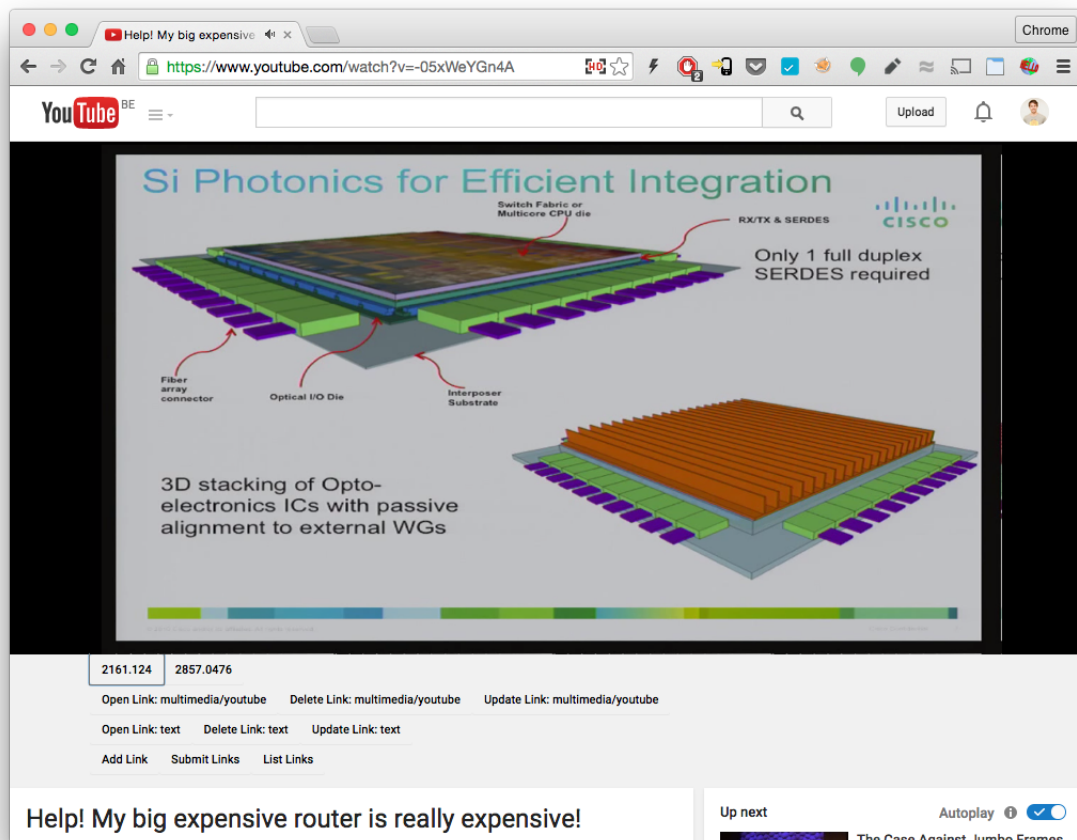 Help! My big expensive
Chrome
https://www.youtube.com/watch?v=-05xWeYGn4A
HD
2
YouTube BE
Upload
Si Photonics for Efficient Integration
CISCO
Switch Fabric or
Multicore CPU die
RX/TX & SERDES
Only 1 full duplex
SERDES required
Fiber
array
connector
Optical I/O Die
Interposer
Substrate
3D stacking of Opto-
electronics ICs with passive
alignment to external WGs
2161.124 2857.0476
Open Link: multimedia/youtube Delete Link: multimedia/youtube Update Link: multimedia/youtube
Open Link: text Delete Link: text Update Link: text
Add Link Submit Links List Links
Help! My big expensive router is really expensive!
Up next
Autoplay
The Case Against Jumbo Frames